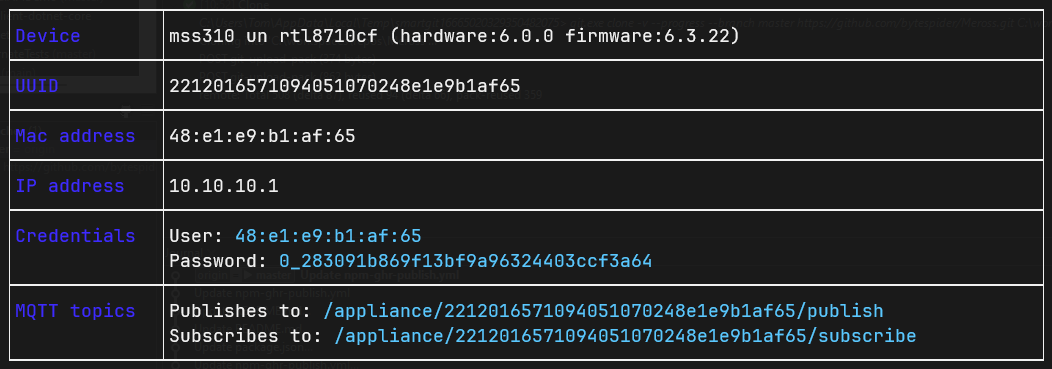 Device mss310 un rtl8710cf (hardware:6.0.0 firmware:6.3.22)
UUID 2212016571094051070248e1e9b1af65
Mac address 48:e1:e9:b1:af:65
IP address 10.10.10.1
Credentials User: 48:e1:e9:b1:af:65
Password: 0_283091b869f13bf9a96324403ccf3a64
MQTT topics Publishes to: /appliance/2212016571094051070248e1e9b1af65/publish
Subscribes to: /appliance/2212016571094051070248e1e9b1af65/subscribe